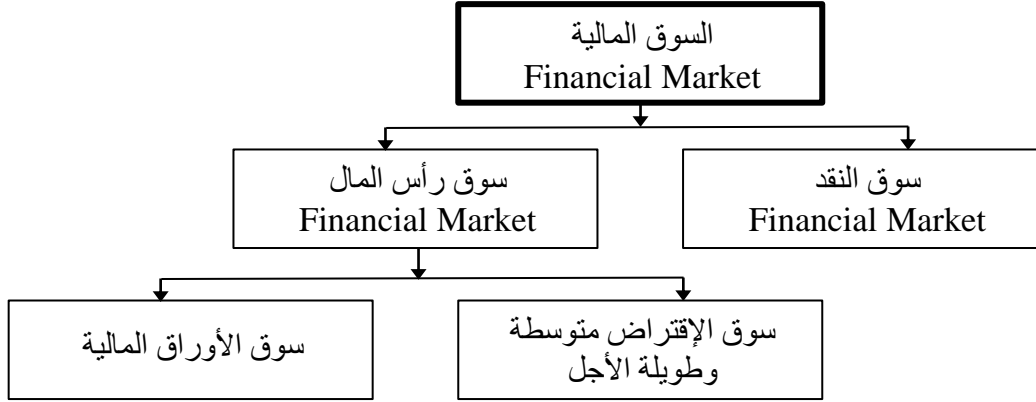 السوق المالية
Financial Market
سوق النقد
Financial Market
سوق رأس المال
Financial Market
سوق الإقتراض متوسطة
وطويلة الأجل
سوق الأوراق المالية